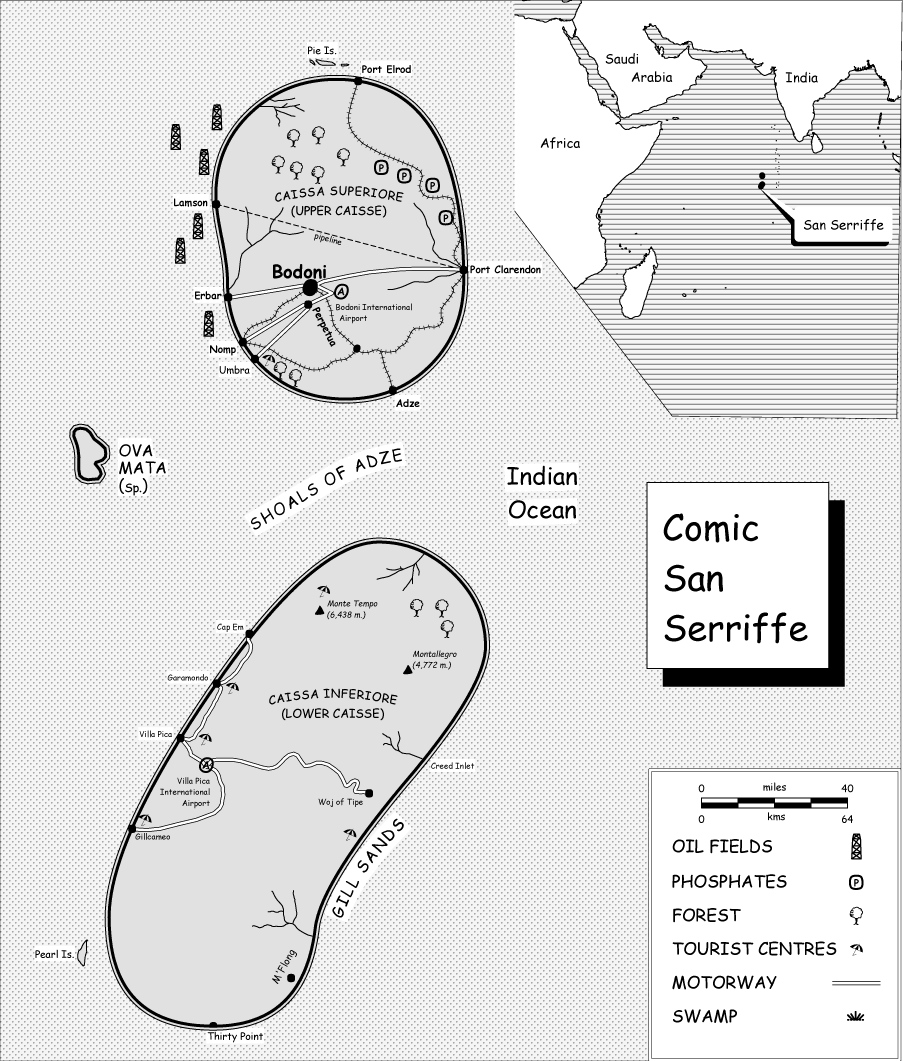 Pie Is.
Port Elrod
Saudi
Arabia
India
Africa
P
P
P
P
CAISSA SUPERIORE
(UPPER CAISSE)
Lamson
San Serriffe
pipeline
Bodoni
Port Clarendon
Erbar
A
Bodoni International
Airport
Perpetua
Nomp
Umbra
Adze
OVA
MATA
(Sp.)
SHOALS OF ADZE
Indian
Ocean
Comic
San
Serriffe
Monte Tempo
(6,438 m.)
Cap Em
Montallegro
(4,772 m.)
Garamondo
CAISSA INFERIORE
(LOWER CAISSE)
Villa Pica
A
Creed Inlet
Villa Pica
International
Airport
Woj of Tipe
Gillcameo
GILL SANDS
Pearl Is.
M'Flong
Thirty Point
0 miles 40
0 kms 64
OIL FIELDS
PHOSPHATES P
FOREST
TOURIST CENTRES
MOTORWAY
SWAMP